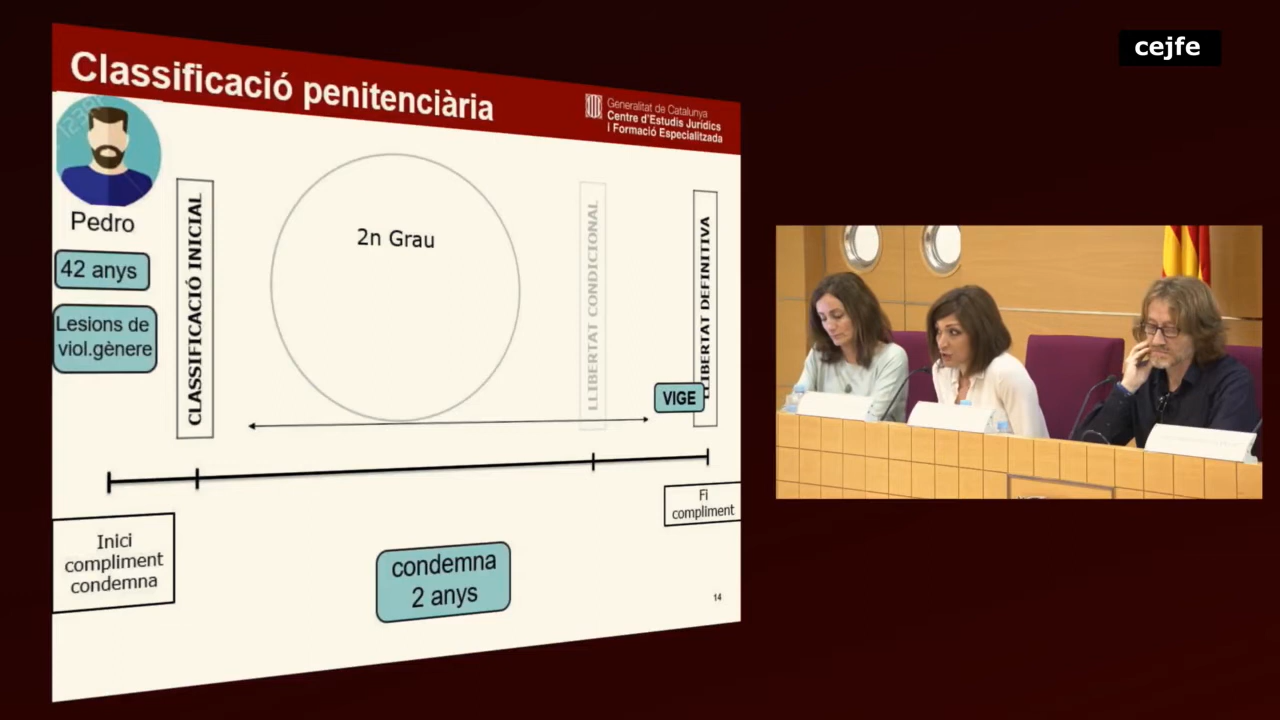 cejfe
Classificació penitenciària
Generalitat de Catalunya
Centre d'Estudis Jurídics
i Formació Especialitzada
Pedro
42 anys
Lesions de
viol.gènere
CLASSIFICACIÓ INICIAL
2n Grau
LLIBERTAT CONDICIONAL
LLIBERTAT DEFINITIVA
VIGE
Inici
compliment
condemna
Fi
compliment
condemna
2 anys
14